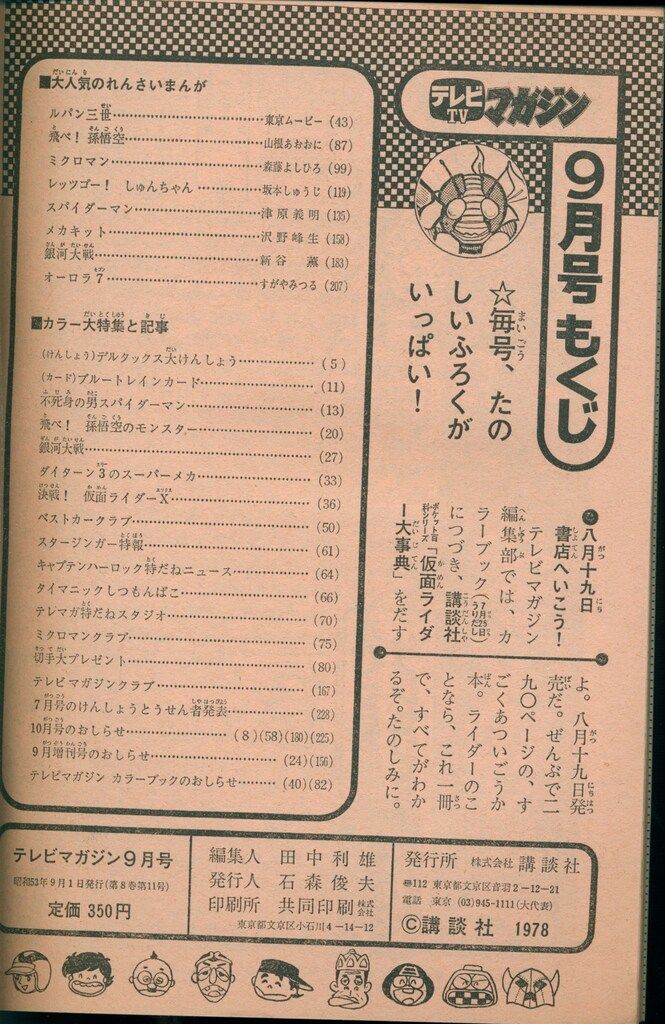 テレビマガジン
TV
9月号もくじ
☆毎号、たの
しいふろくが
いっぱい!
■大人気のれんさいまんが
ルパン三世…東京ムービー (43)
飛べ! 孫悟空…山根あおおに (87)
ミクロマン…森藤よしひろ (99)
レッツゴー! しゅんちゃん…坂本しゅうじ (119)
スパイダーマン…津原義明 (135)
メカキット…沢野峰生 (158)
銀河大戦…新谷 薫 (183)
オーロラ7…すがやみつる (207)
■カラー大特集と記事
(けんしょう)デルタックス大けんしょう…(5)
(カード)ブルートレインカード…(11)
不死身の男スパイダーマン…(13)
飛べ! 孫悟空のモンスター…(20)
銀河大戦…(27)
ダイターン3のスーパーメカ…(33)
決戦! 仮面ライダーX…(36)
ベストカークラブ…(50)
スタージンガー特報…(61)
キャプテンハーロック特だねニュース…(64)
タイマニックしつもんばこ…(66)
テレマガ特だねスタジオ…(70)
ミクロマンクラブ…(75)
切手大プレゼント…(80)
テレビマガジンクラブ…(167)
7月号のけんしょうとうせん者発表…(228)
10月号のおしらせ…(8)(58)(180)(225)
9月増刊号のおしらせ…(24)(156)
テレビマガジン カラーブックのおしらせ…(40)(82)
●八月十九日
書店へいこう!
テレビマガジン
編集部では、カ
ラーブック(7月25日うりだし)
につづき、講談社
ポケット百科シリーズ「仮面ライダ
ー大事典」をだす
よ。八月十九日発
売だ。ぜんぶで二
九〇ページの、す
ごくあついごうか
本。ライダーのこ
となら、これ一冊
で、すべてがわか
るぞ。たのしみに。
テレビマガジン9月号
昭和53年9月1日発行(第8巻第11号)
定価 350円
編集人 田中利雄
発行人 石森俊夫
印刷所 共同印刷株式会社
東京都文京区小石川4-14-12
発行所 株式会社 講談社
〠112 東京都文京区音羽2-12-21
電話 東京 (03)945-1111(大代表)
©講談社 1978